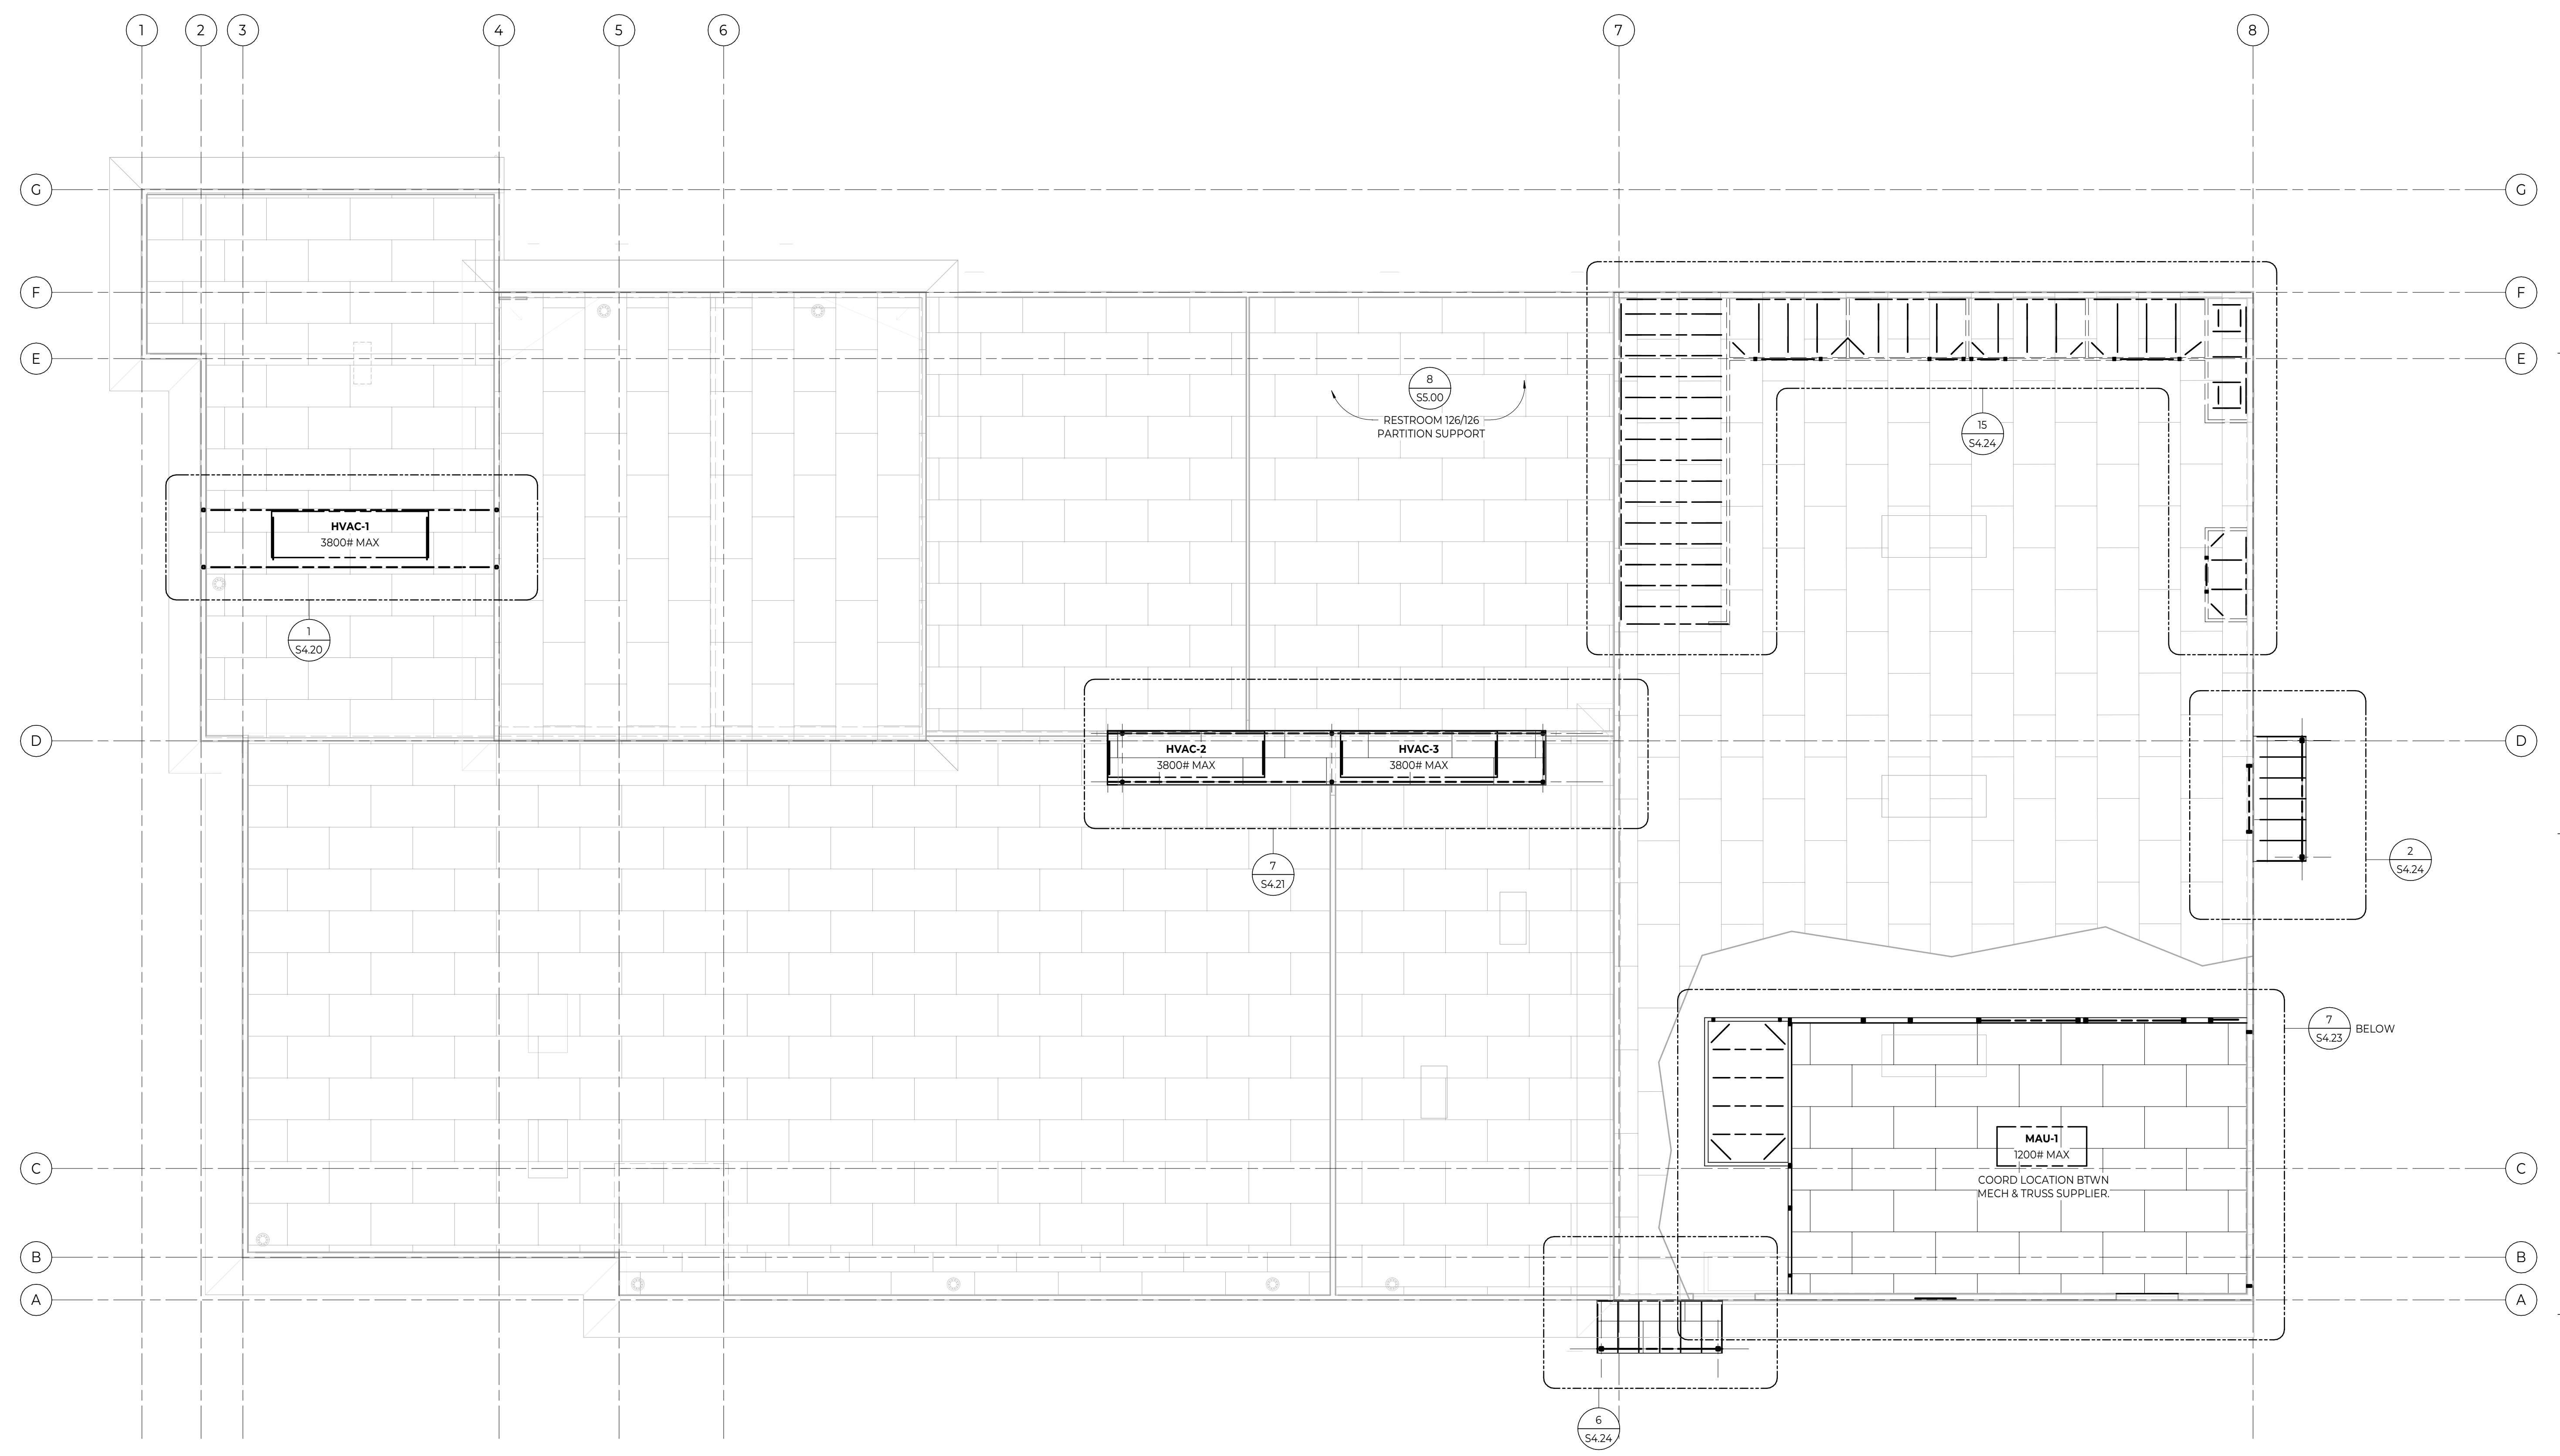 1 2 3 4 5 6 7 8
G G
F F
E E
8
S5.00
RESTROOM 126/126
PARTITION SUPPORT
15
S4.24
HVAC-1
3800# MAX
1
S4.20
D D
HVAC-2
3800# MAX
HVAC-3
3800# MAX
7
S4.21
2
S4.24
7
S4.23
BELOW
MAU-1
1200# MAX
COORD LOCATION BTWN
MECH & TRUSS SUPPLIER.
C C
B B
A A
6
S4.24